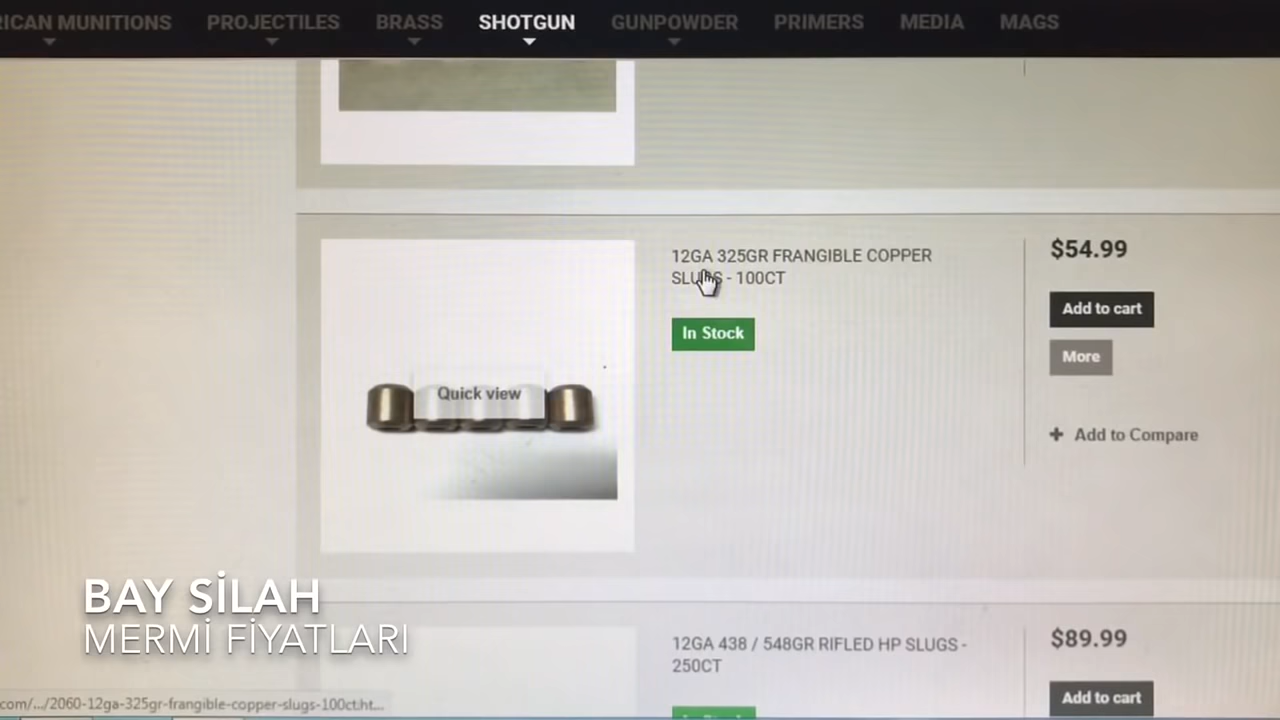 RICAN MUNITIONS PROJECTILES BRASS SHOTGUN GUNPOWDER PRIMERS MEDIA MAGS
12GA 325GR FRANGIBLE COPPER
SLUGS - 100CT
$54.99
In Stock
Add to cart
More
Quick view
Add to Compare
BAY SİLAH
MERMİ FİYATLARI
12GA 438 / 548GR RIFLED HP SLUGS -
250CT
$89.99
Add to cart
In Stock
com/.../2060-12ga-325gr-frangible-copper-slugs-100ct.ht...